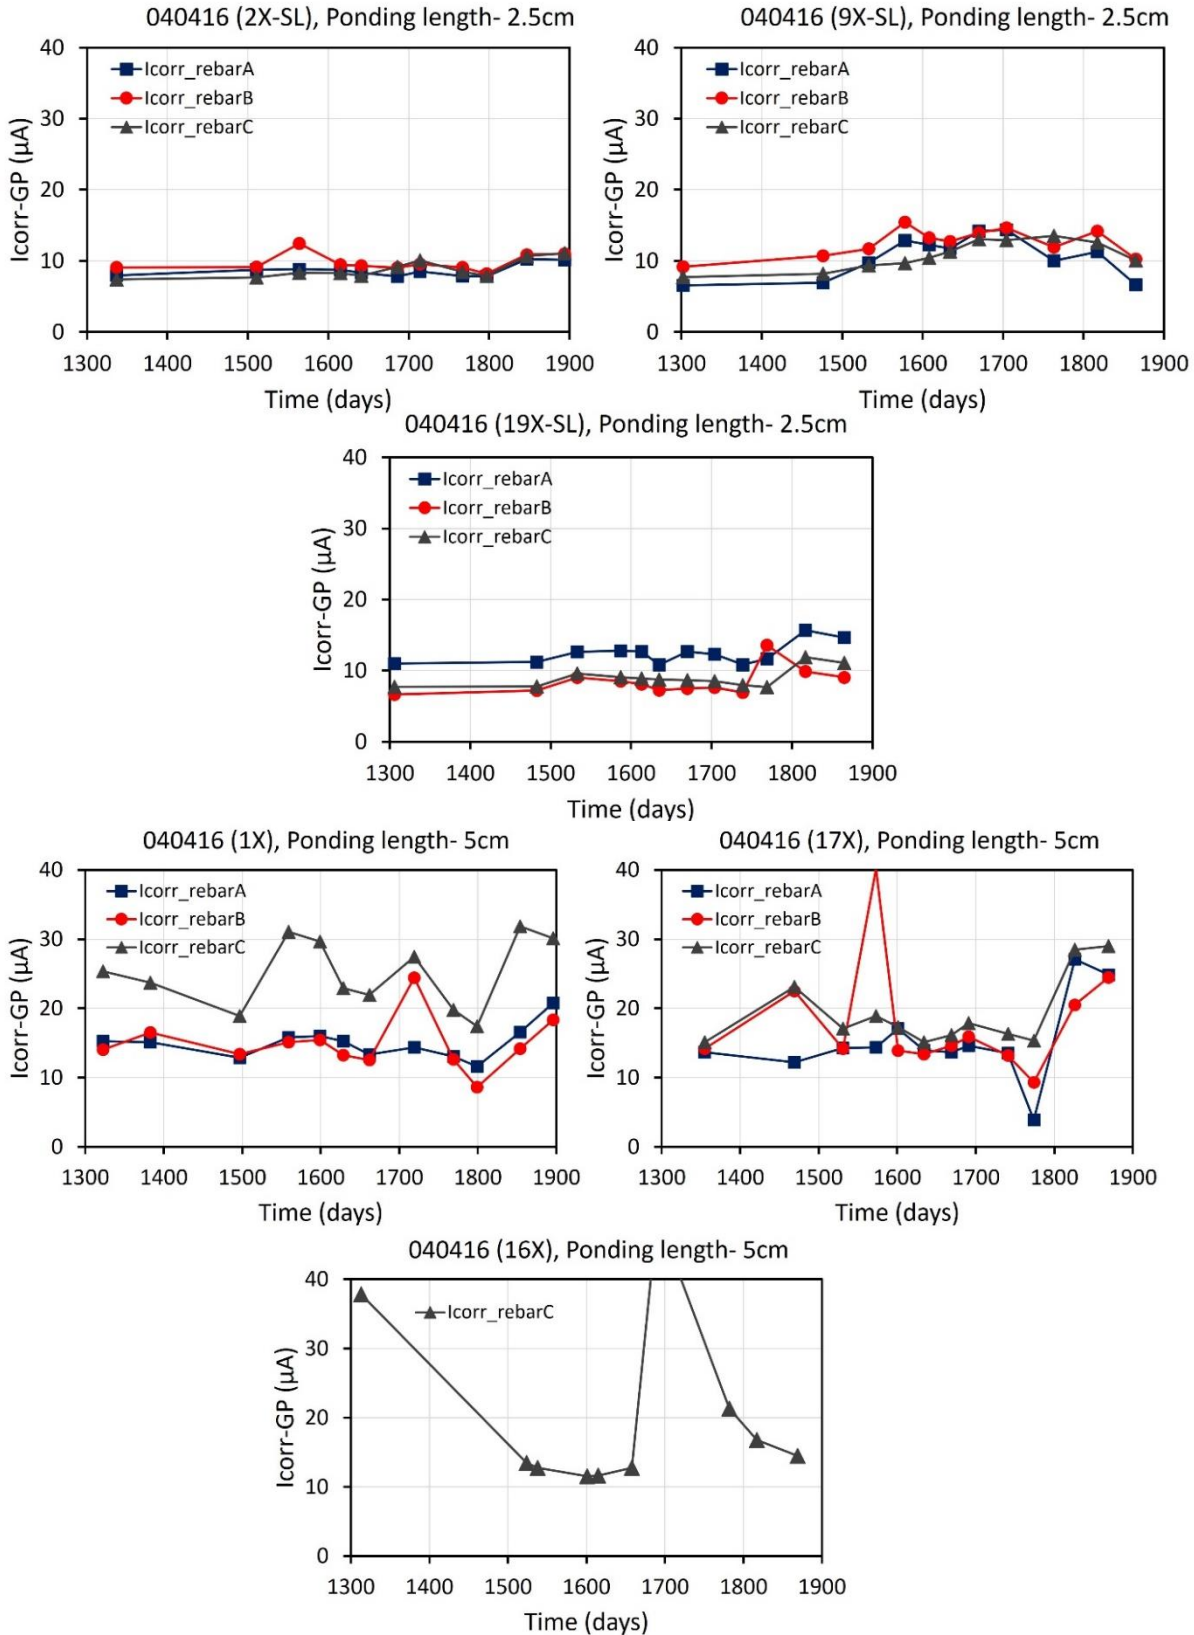 040416 (2X-SL), Ponding length- 2.5cm
Icorr-GP (µA)
40
30
20
10
0
Icorr_rebarA
Icorr_rebarB
Icorr_rebarC
1300 1400 1500 1600 1700 1800 1900
Time (days)
040416 (9X-SL), Ponding length- 2.5cm
Icorr-GP (µA)
40
30
20
10
0
Icorr_rebarA
Icorr_rebarB
Icorr_rebarC
1300 1400 1500 1600 1700 1800 1900
Time (days)
040416 (19X-SL), Ponding length- 2.5cm
Icorr-GP (µA)
40
30
20
10
0
Icorr_rebarA
Icorr_rebarB
Icorr_rebarC
1300 1400 1500 1600 1700 1800 1900
Time (days)
040416 (1X), Ponding length- 5cm
Icorr-GP (µA)
40
30
20
10
0
Icorr_rebarA
Icorr_rebarB
Icorr_rebarC
1300 1400 1500 1600 1700 1800 1900
Time (days)
040416 (17X), Ponding length- 5cm
Icorr-GP (µA)
40
30
20
10
0
Icorr_rebarA
Icorr_rebarB
Icorr_rebarC
1300 1400 1500 1600 1700 1800 1900
Time (days)
040416 (16X), Ponding length- 5cm
Icorr-GP (µA)
40
30
20
10
0
Icorr_rebarC
1300 1400 1500 1600 1700 1800 1900
Time (days)